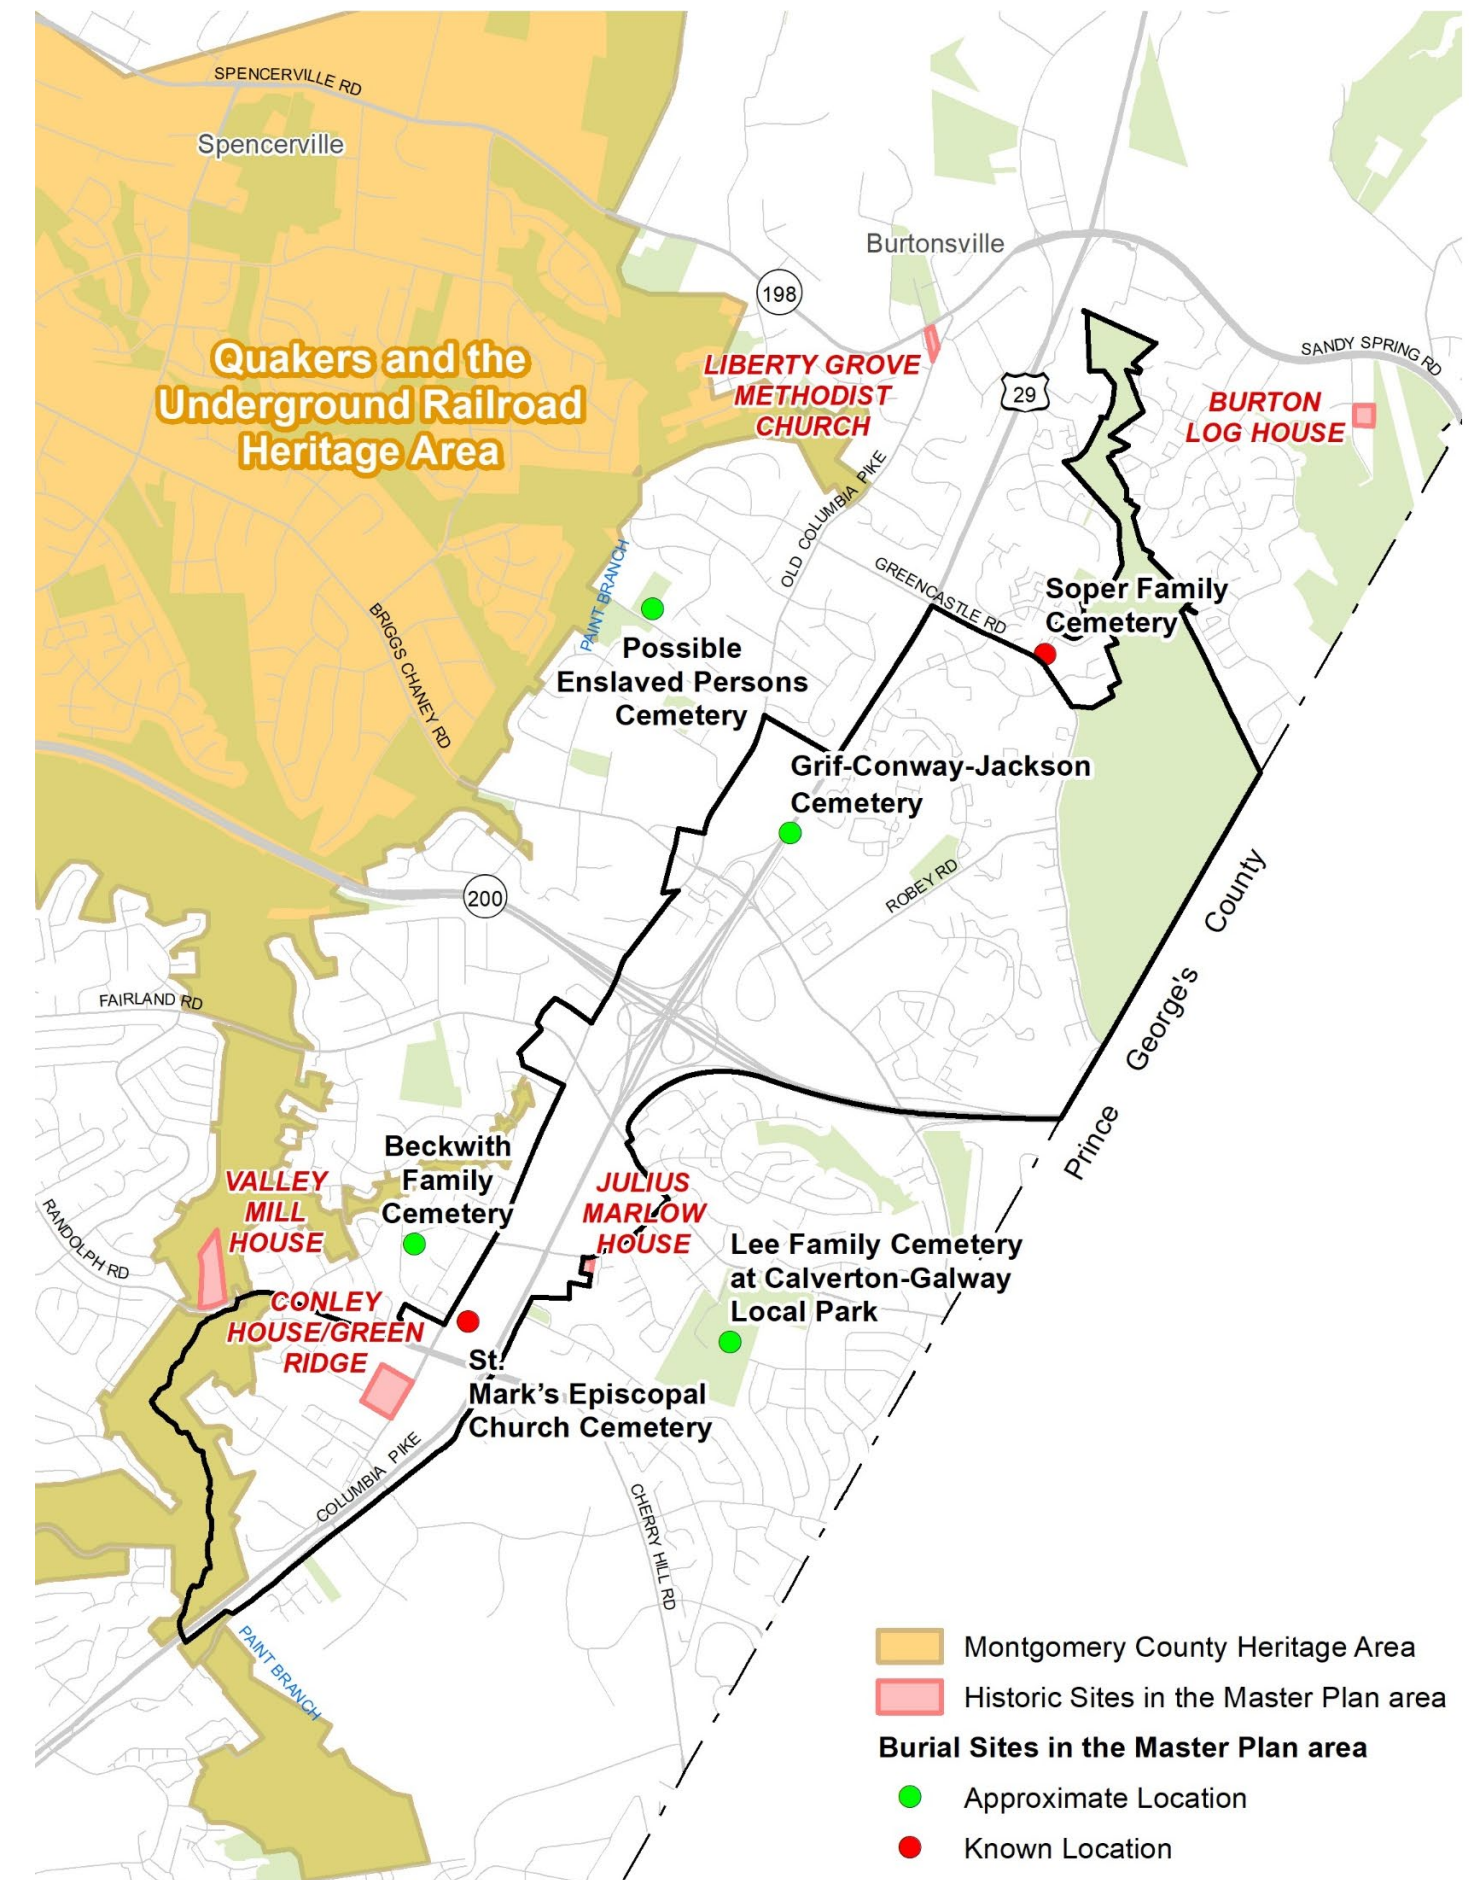 SPENCERVILLE RD
Spencerville
Burtonsville
198
SANDY SPRING RD
Quakers and the
Underground Railroad
Heritage Area
LIBERTY GROVE
METHODIST
CHURCH
29
BURTON
LOG HOUSE
OLD COLUMBIA PIKE
PAINT BRANCH
GREENCASTLE RD
Soper Family
Cemetery
BRIGGS CHANEY RD
Possible
Enslaved Persons
Cemetery
Grif-Conway-Jackson
Cemetery
ROBEY RD
200
FAIRLAND RD
Prince George's County
Beckwith
Family
Cemetery
VALLEY
MILL
HOUSE
JULIUS
MARLOW
HOUSE
RANDOLPH RD
Lee Family Cemetery
at Calverton-Galway
Local Park
CONLEY
HOUSE/GREEN
RIDGE
St.
Mark's Episcopal
Church Cemetery
COLUMBIA PIKE
CHERRY HILL RD
PAINT BRANCH
Montgomery County Heritage Area
Historic Sites in the Master Plan area
Burial Sites in the Master Plan area
Approximate Location
Known Location